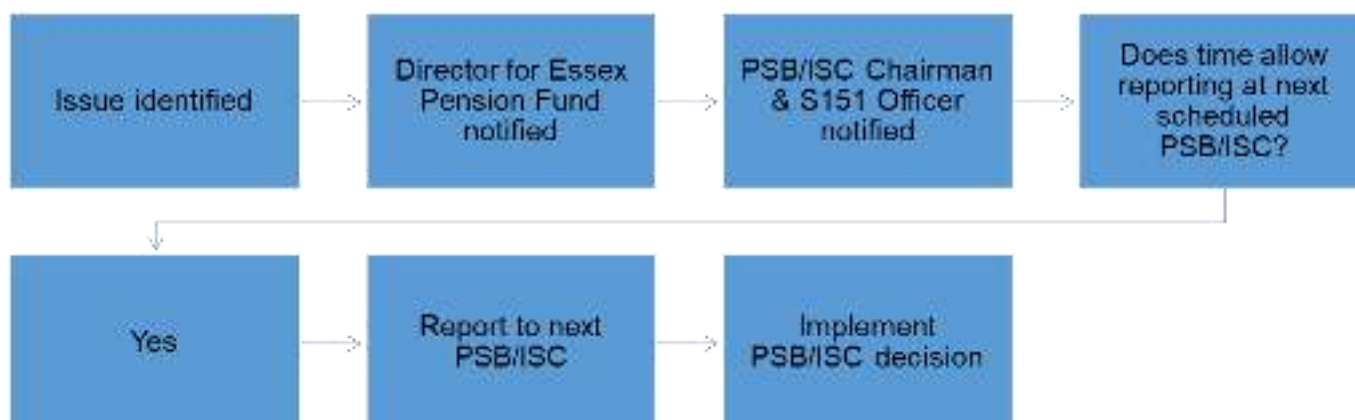 Issue identified
Director for Essex
Pension Fund
notified
PSB/ISC Chairman
& S151 Officer
notified
Does time allow
reporting at next
scheduled
PSB/ISC?
Yes
Report to next
PSB/ISC
Implement
PSB/ISC decision